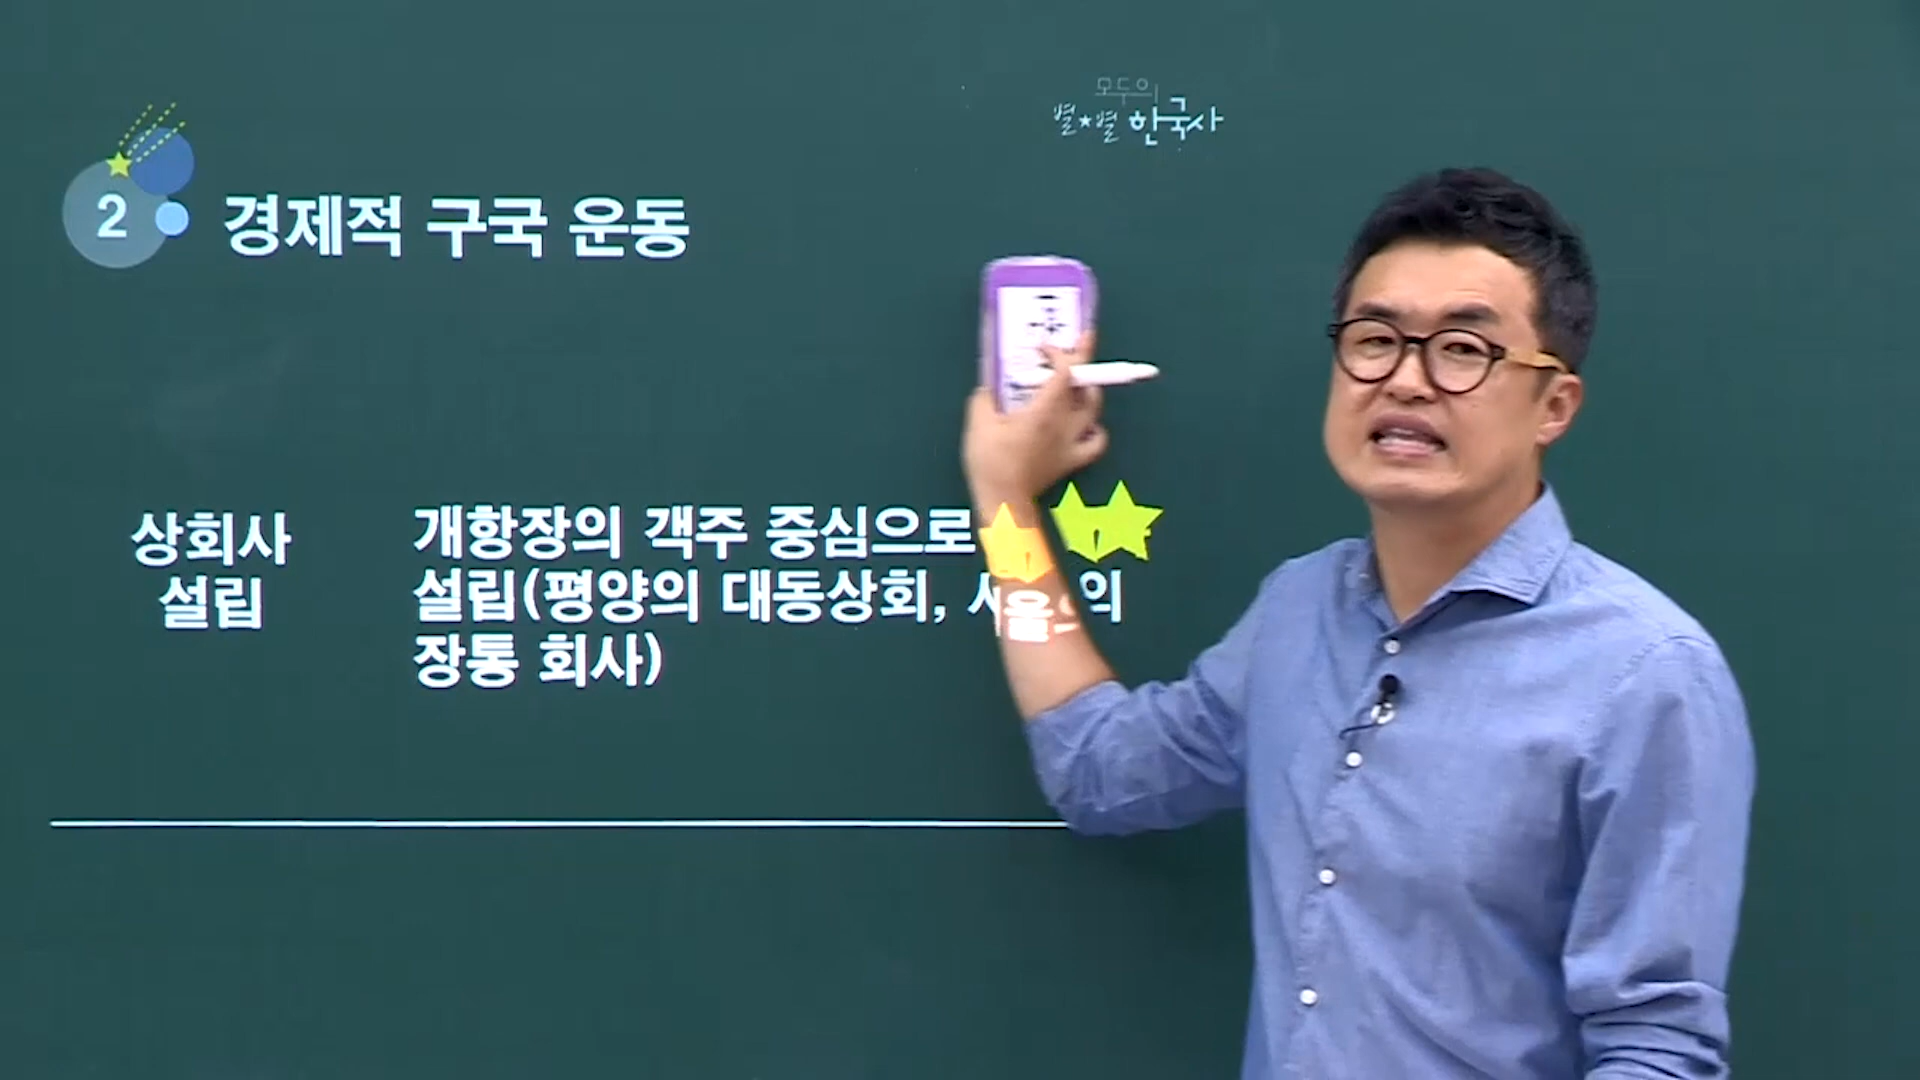 모두의
별★별 한국사
2 경제적 구국 운동
상회사
설립
개항장의 객주 중심으로
설립(평양의 대동상회, 서울의
장통 회사)